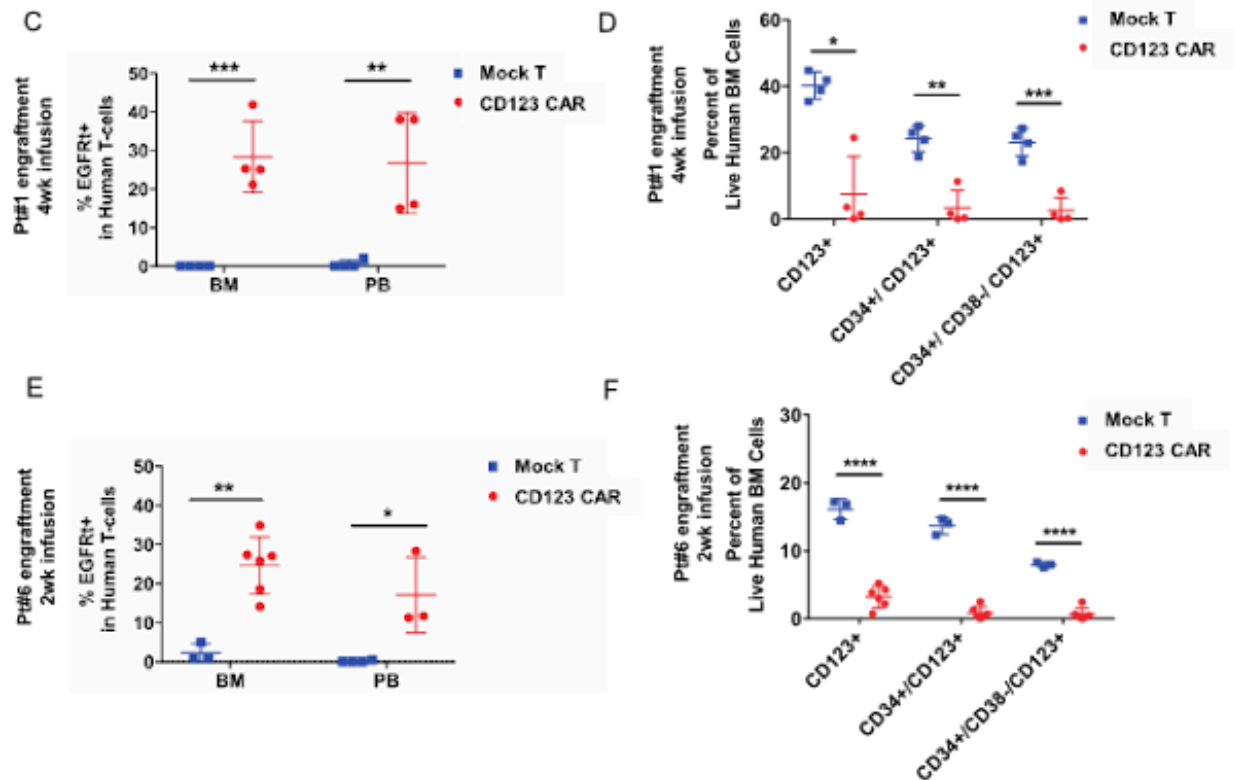 C
Pt#1 engraftment
4wk infusion
% EGFRt+
in Human T-cells
50
40
30
20
10
0
***
**
Mock T
CD123 CAR
BM
PB
D
Pt#1 engraftment
4wk infusion
Percent of
Live Human BM Cells
60
40
20
0
*
**
***
Mock T
CD123 CAR
CD123+
CD34+/ CD123+
CD34+/ CD38-/ CD123+
E
Pt#6 engraftment
2wk infusion
% EGFRt+
in Human T-cells
50
40
30
20
10
0
**
*
Mock T
CD123 CAR
BM
PB
F
Pt#6 engraftment
2wk infusion
Percent of
Live Human BM Cells
30
20
10
0
****
****
****
Mock T
CD123 CAR
CD123+
CD34+/CD123+
CD34+/CD38-/CD123+